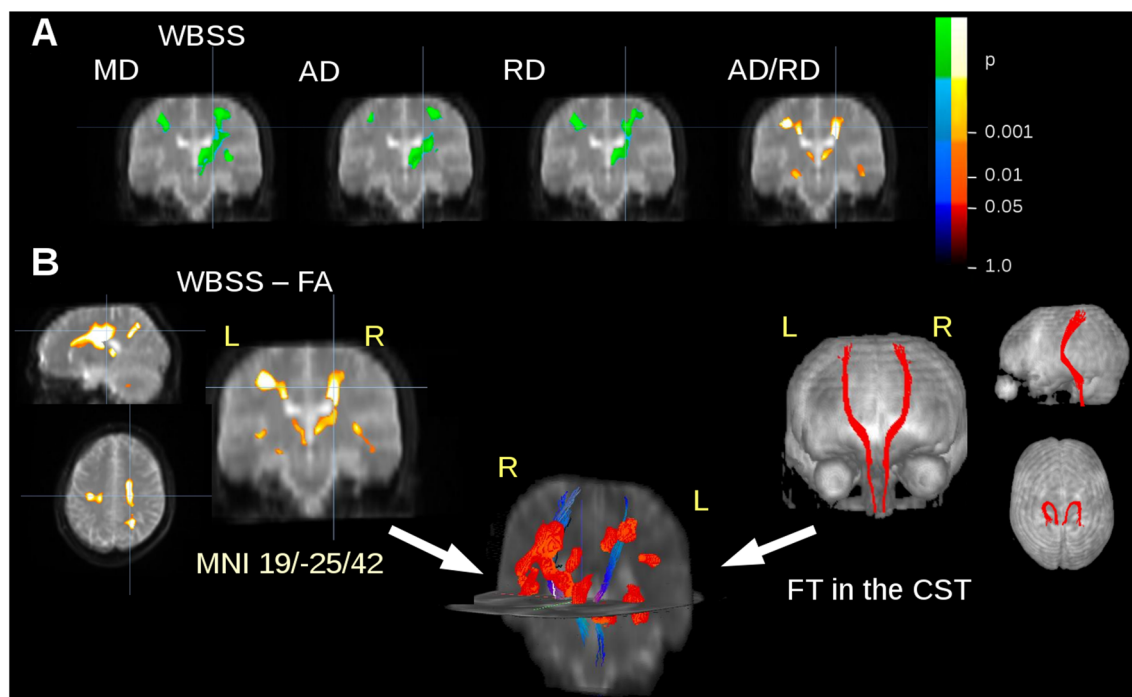 A
WBSS
MD
AD
RD
AD/RD
p
0.001
0.01
0.05
1.0
B
WBSS – FA
L
R
L
R
R
L
MNI 19/-25/42
FT in the CST